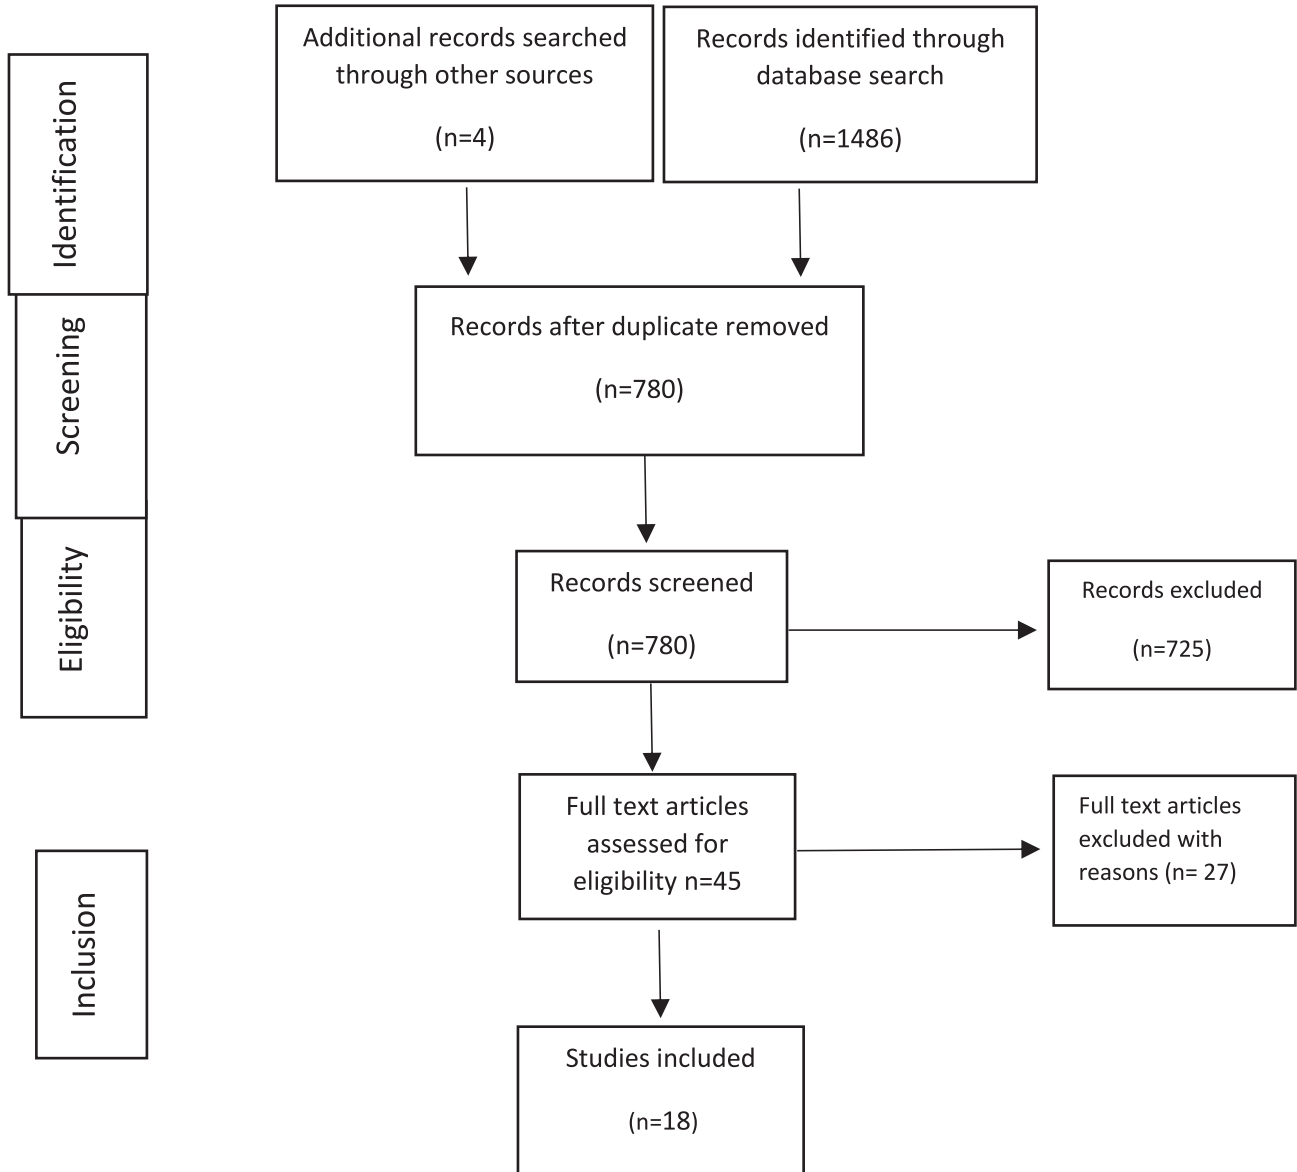 Additional records searched
through other sources
(n=4)
Records identified through
database search
(n=1486)
Identification
Records after duplicate removed
(n=780)
Screening
Records screened
(n=780)
Records excluded
(n=725)
Eligibility
Full text articles
assessed for
eligibility n=45
Full text articles
excluded with
reasons (n= 27)
Inclusion
Studies included
(n=18)